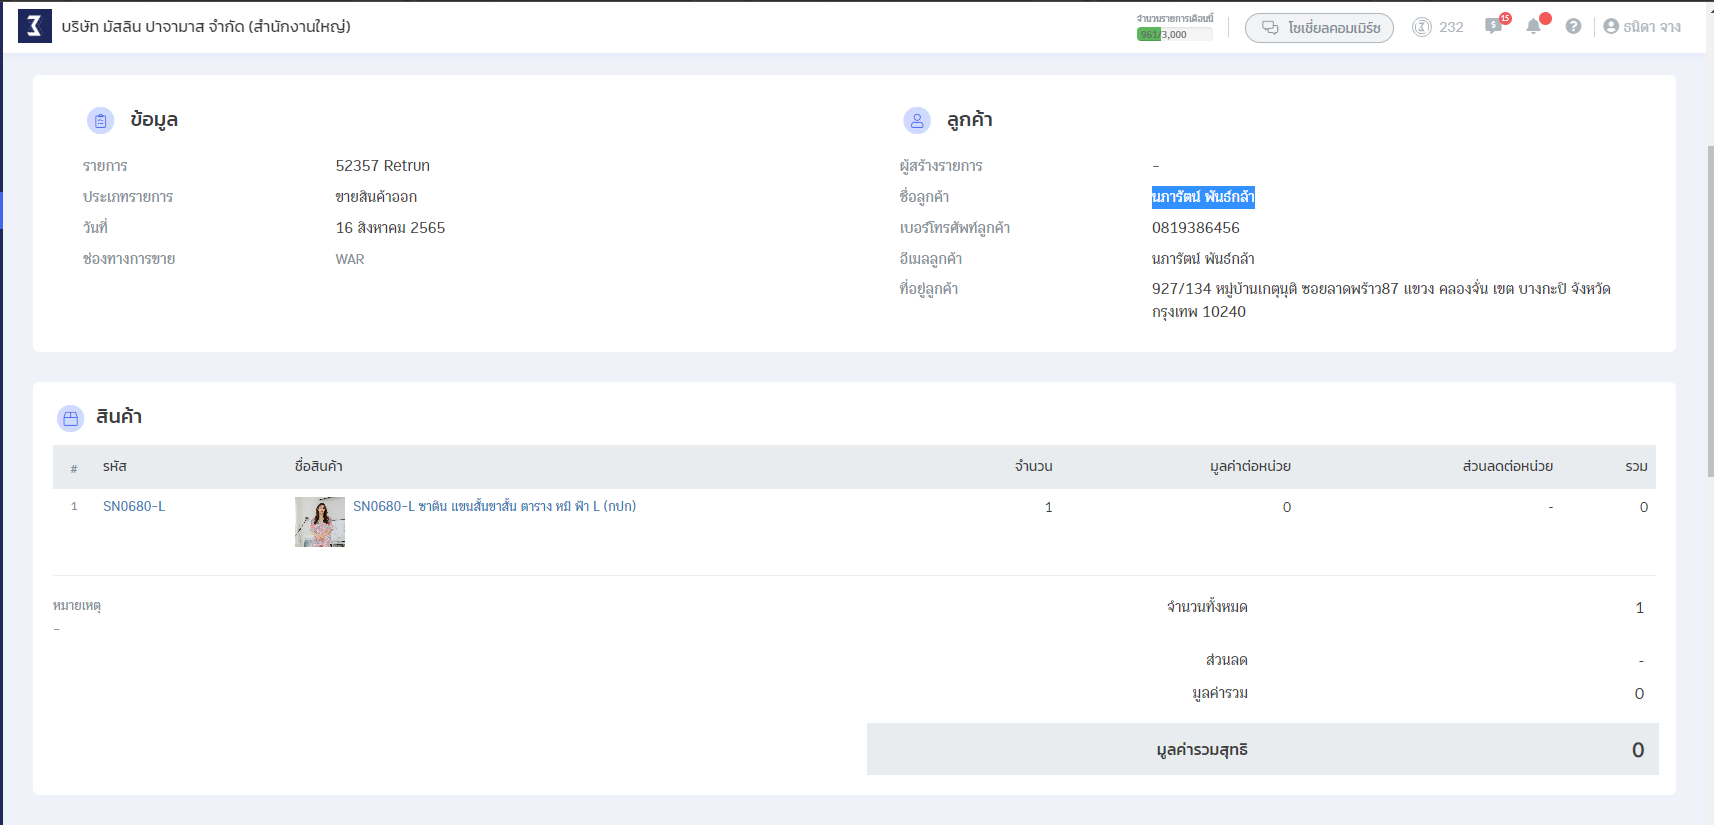 บริษัท มัสลิน ปาจามาส จำกัด (สำนักงานใหญ่)
จำนวนรายการเดือนนี้
961/3,000
โซเชี่ยลคอมเมิร์ซ
232
15
ธนิดา จาง
ข้อมูล
รายการ 52357 Retrun
ประเภทรายการ ขายสินค้าออก
วันที่ 16 สิงหาคม 2565
ช่องทางการขาย WAR
ลูกค้า
ผู้สร้างรายการ -
ชื่อลูกค้า นภารัตน์ พันธ์กล้า
เบอร์โทรศัพท์ลูกค้า 0819386456
อีเมลลูกค้า นภารัตน์ พันธ์กล้า
ที่อยู่ลูกค้า 927/134 หมู่บ้านเกตุนุติ ซอยลาดพร้าว87 แขวง คลองจั่น เขต บางกะปิ จังหวัด
กรุงเทพ 10240
สินค้า
# รหัส ชื่อสินค้า จำนวน มูลค่าต่อหน่วย ส่วนลดต่อหน่วย รวม
1 SN0680-L SN0680-L ซาติน แขนสั้นขาสั้น ตาราง หมี ฟ้า L (กปก) 1 0 - 0
หมายเหตุ
-
จำนวนทั้งหมด 1
ส่วนลด -
มูลค่ารวม 0
มูลค่ารวมสุทธิ 0